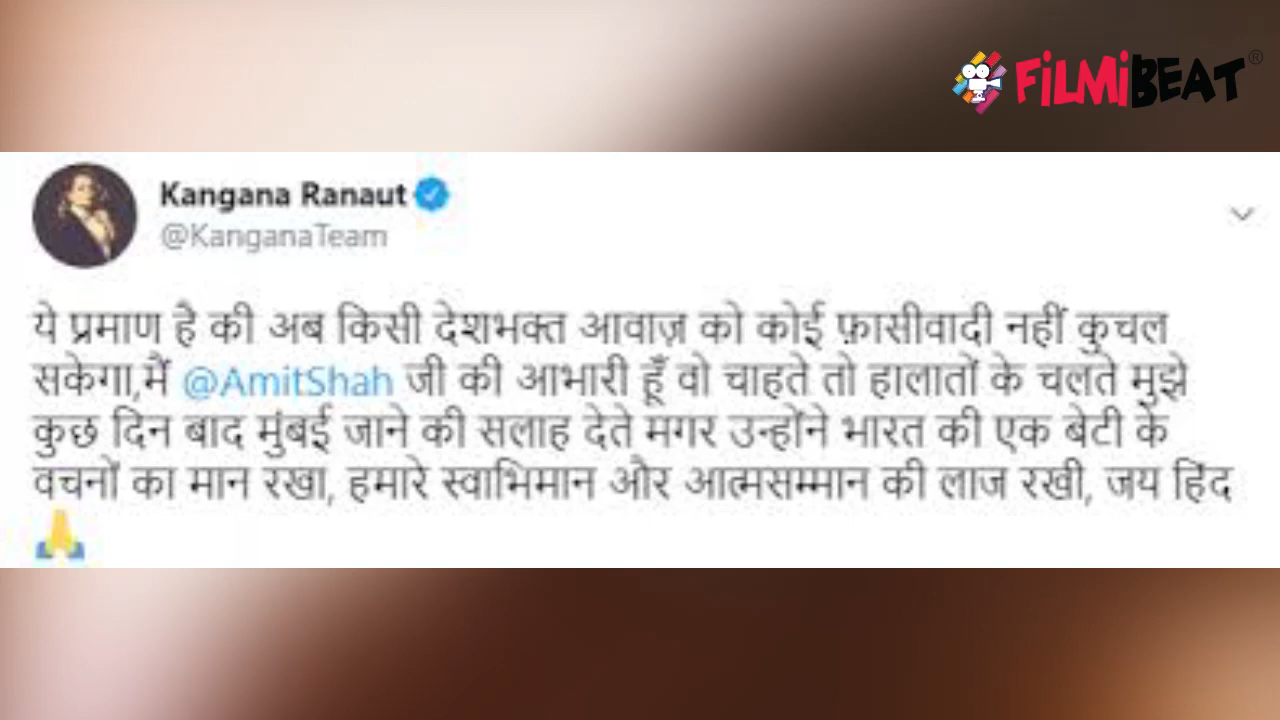 FiLMiBEAT®
Kangana Ranaut
@KanganaTeam
ये प्रमाण है की अब किसी देशभक्त आवाज़ को कोई फ़ासीवादी नहीं कुचल
सकेगा,मैं @AmitShah जी की आभारी हूँ वो चाहते तो हालातों के चलते मुझे
कुछ दिन बाद मुंबई जाने की सलाह देते मगर उन्होंने भारत की एक बेटी के
वचनों का मान रखा, हमारे स्वाभिमान और आत्मसम्मान की लाज रखी, जय हिंद
🙏